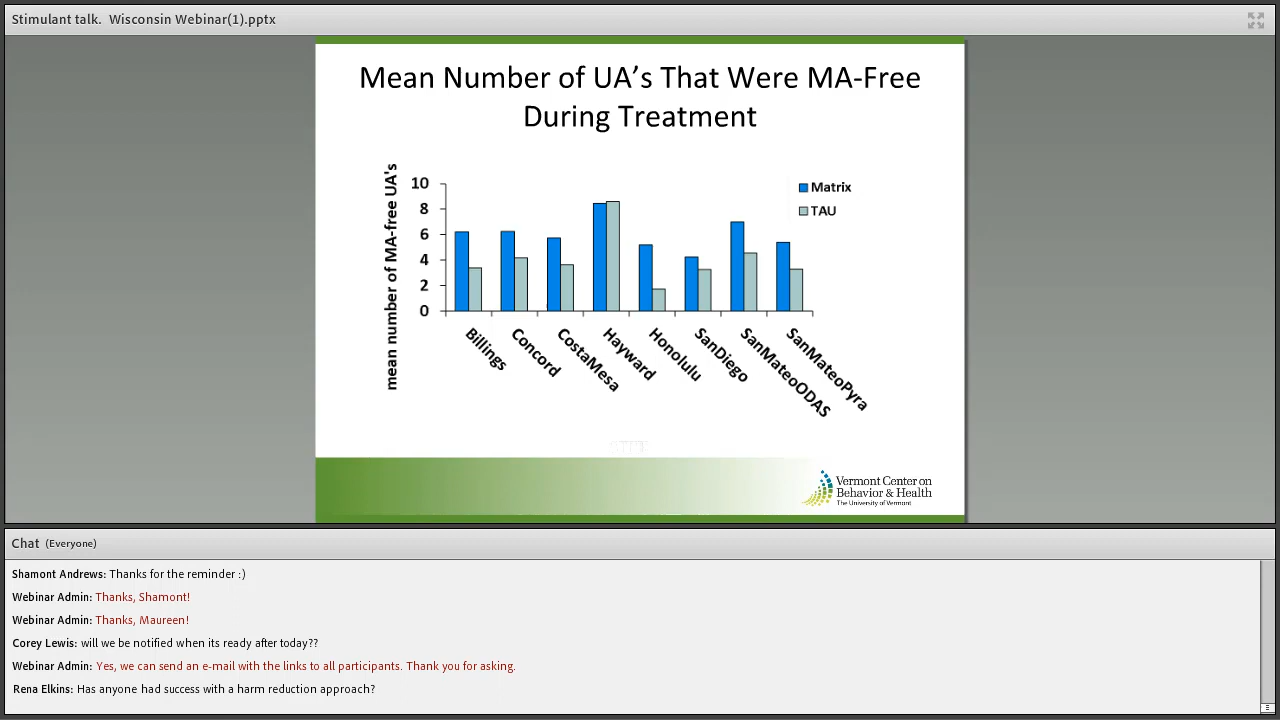 Stimulant talk. Wisconsin Webinar(1).pptx
Mean Number of UA's That Were MA-Free
During Treatment
mean number of MA-free UA's
10
8
6
4
2
0
Matrix
TAU
Billings
Concord
CostaMesa
Hayward
Honolulu
SanDiego
SanMateoODAS
SanMateoPyra
Vermont Center on
Behavior & Health
The University of Vermont
Chat (Everyone)
Shamont Andrews: Thanks for the reminder :)
Webinar Admin: Thanks, Shamont!
Webinar Admin: Thanks, Maureen!
Corey Lewis: will we be notified when its ready after today??
Webinar Admin: Yes, we can send an e-mail with the links to all participants. Thank you for asking.
Rena Elkins: Has anyone had success with a harm reduction approach?